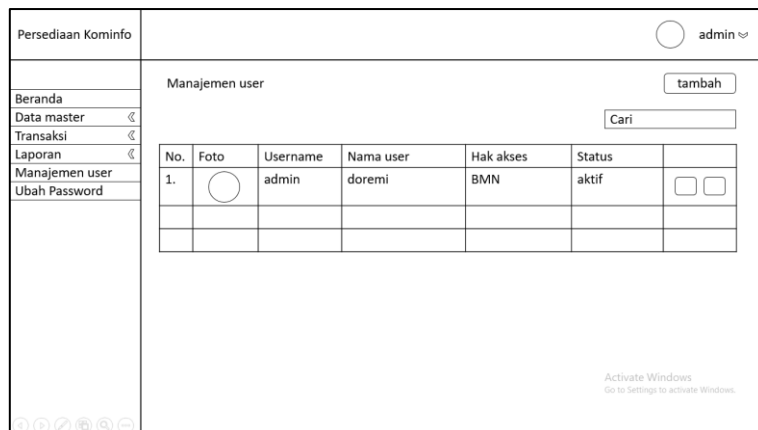 Persediaan Kominfo
admin
Beranda
Data master
Transaksi
Laporan
Manajemen user
Ubah Password
Manajemen user
tambah
Cari
No. Foto Username Nama user Hak akses Status
1. admin doremi BMN aktif
Activate Windows
Go to Settings to activate Windows.